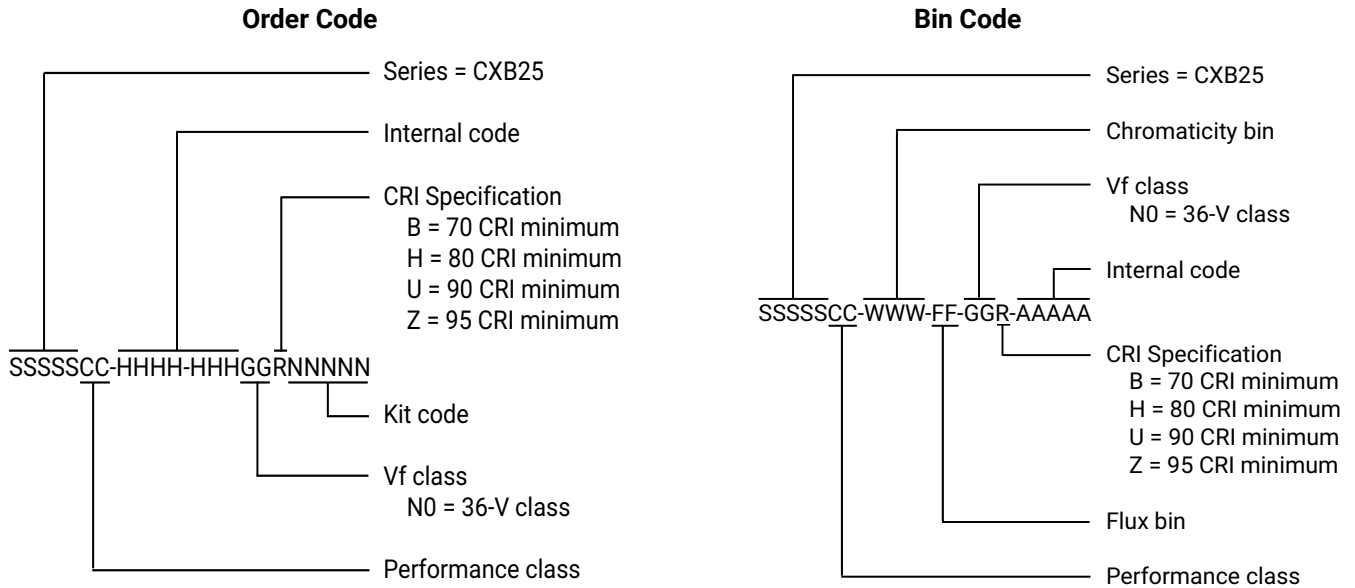 Order Code
Series = CXB25
Internal code
CRI Specification
B = 70 CRI minimum
H = 80 CRI minimum
U = 90 CRI minimum
Z = 95 CRI minimum
SSSSSCC-HHHH-HHHGGRNNNNN
Kit code
Vf class
N0 = 36-V class
Performance class
Bin Code
Series = CXB25
Chromaticity bin
Vf class
N0 = 36-V class
Internal code
SSSSSCC-WWW-FF-GGR-AAAAA
CRI Specification
B = 70 CRI minimum
H = 80 CRI minimum
U = 90 CRI minimum
Z = 95 CRI minimum
Flux bin
Performance class